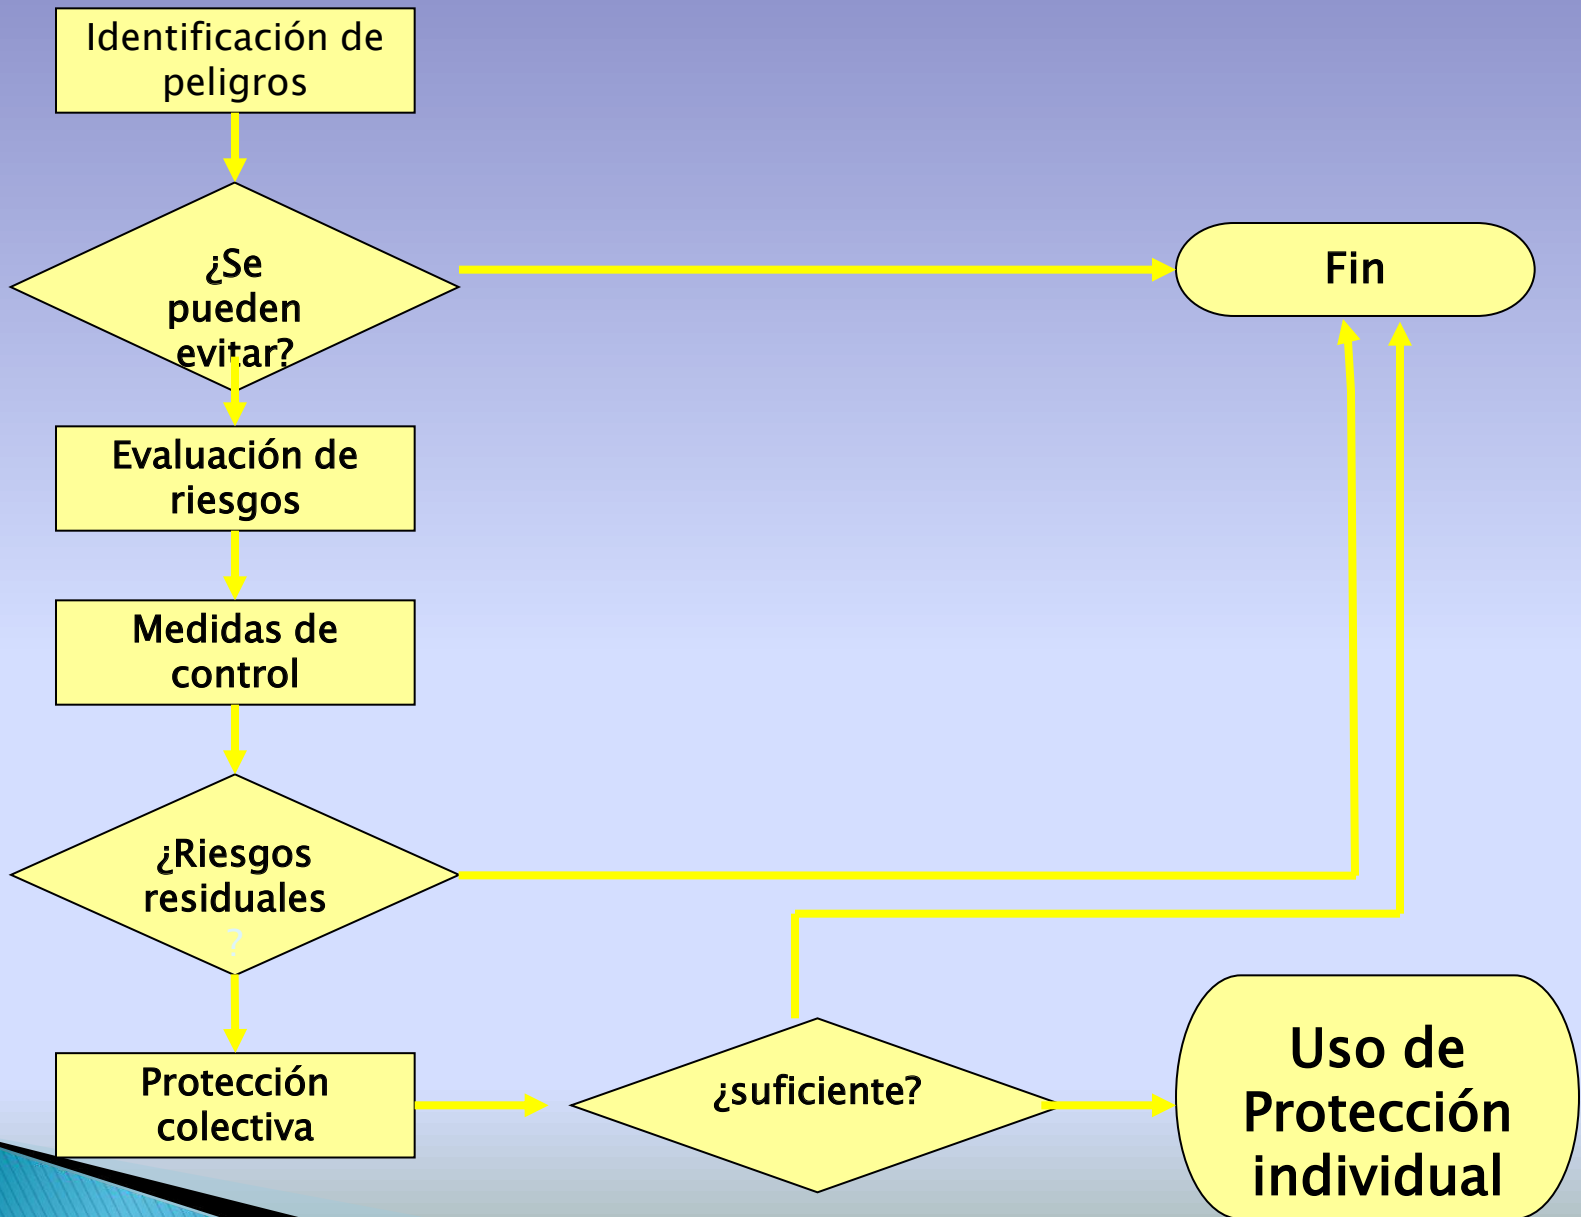 Identificación de
peligros
¿Se
pueden
evitar?
Fin
Evaluación de
riesgos
Medidas de
control
¿Riesgos
residuales
?
Protección
colectiva
¿suficiente?
Uso de
Protección
individual